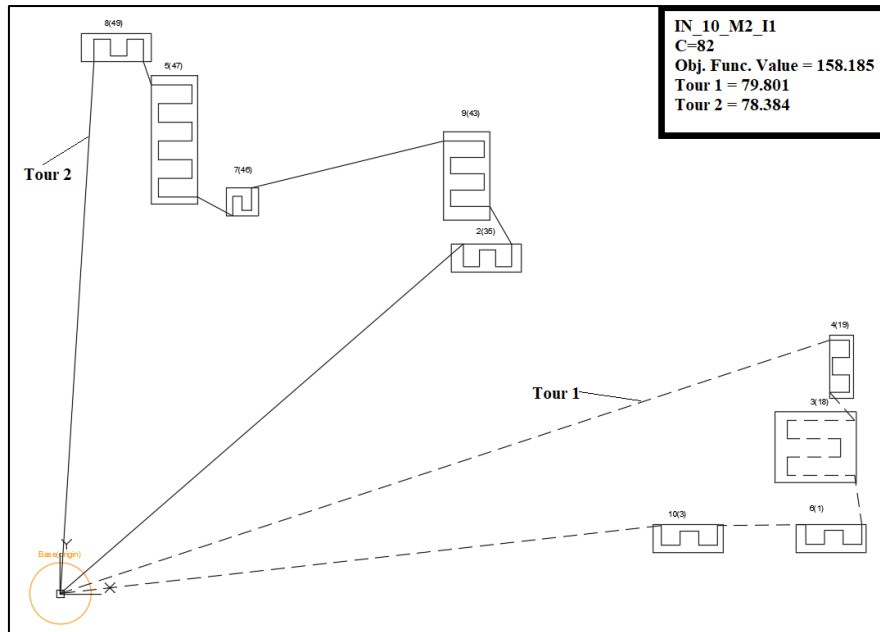 8(49)
IN_10_M2_I1
C=82
Obj. Func. Value = 158.185
Tour 1 = 79.801
Tour 2 = 78.384
5(47)
9(43)
Tour 2
7(46)
2(35)
4(19)
Tour 1
3(18)
10(3)
6(1)
Y
Base(origin)
X